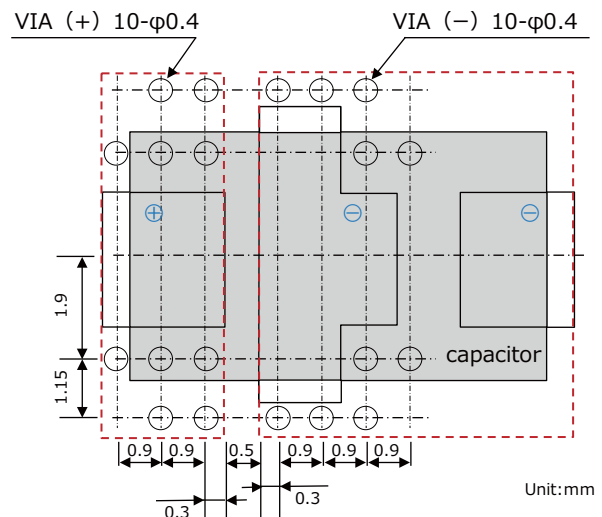 VIA (+) 10-φ0.4
VIA (−) 10-φ0.4
⊕
⊖
⊖
1.9
capacitor
1.15
0.9 0.9 0.5 0.9 0.9 0.9
0.3
0.3
Unit:mm